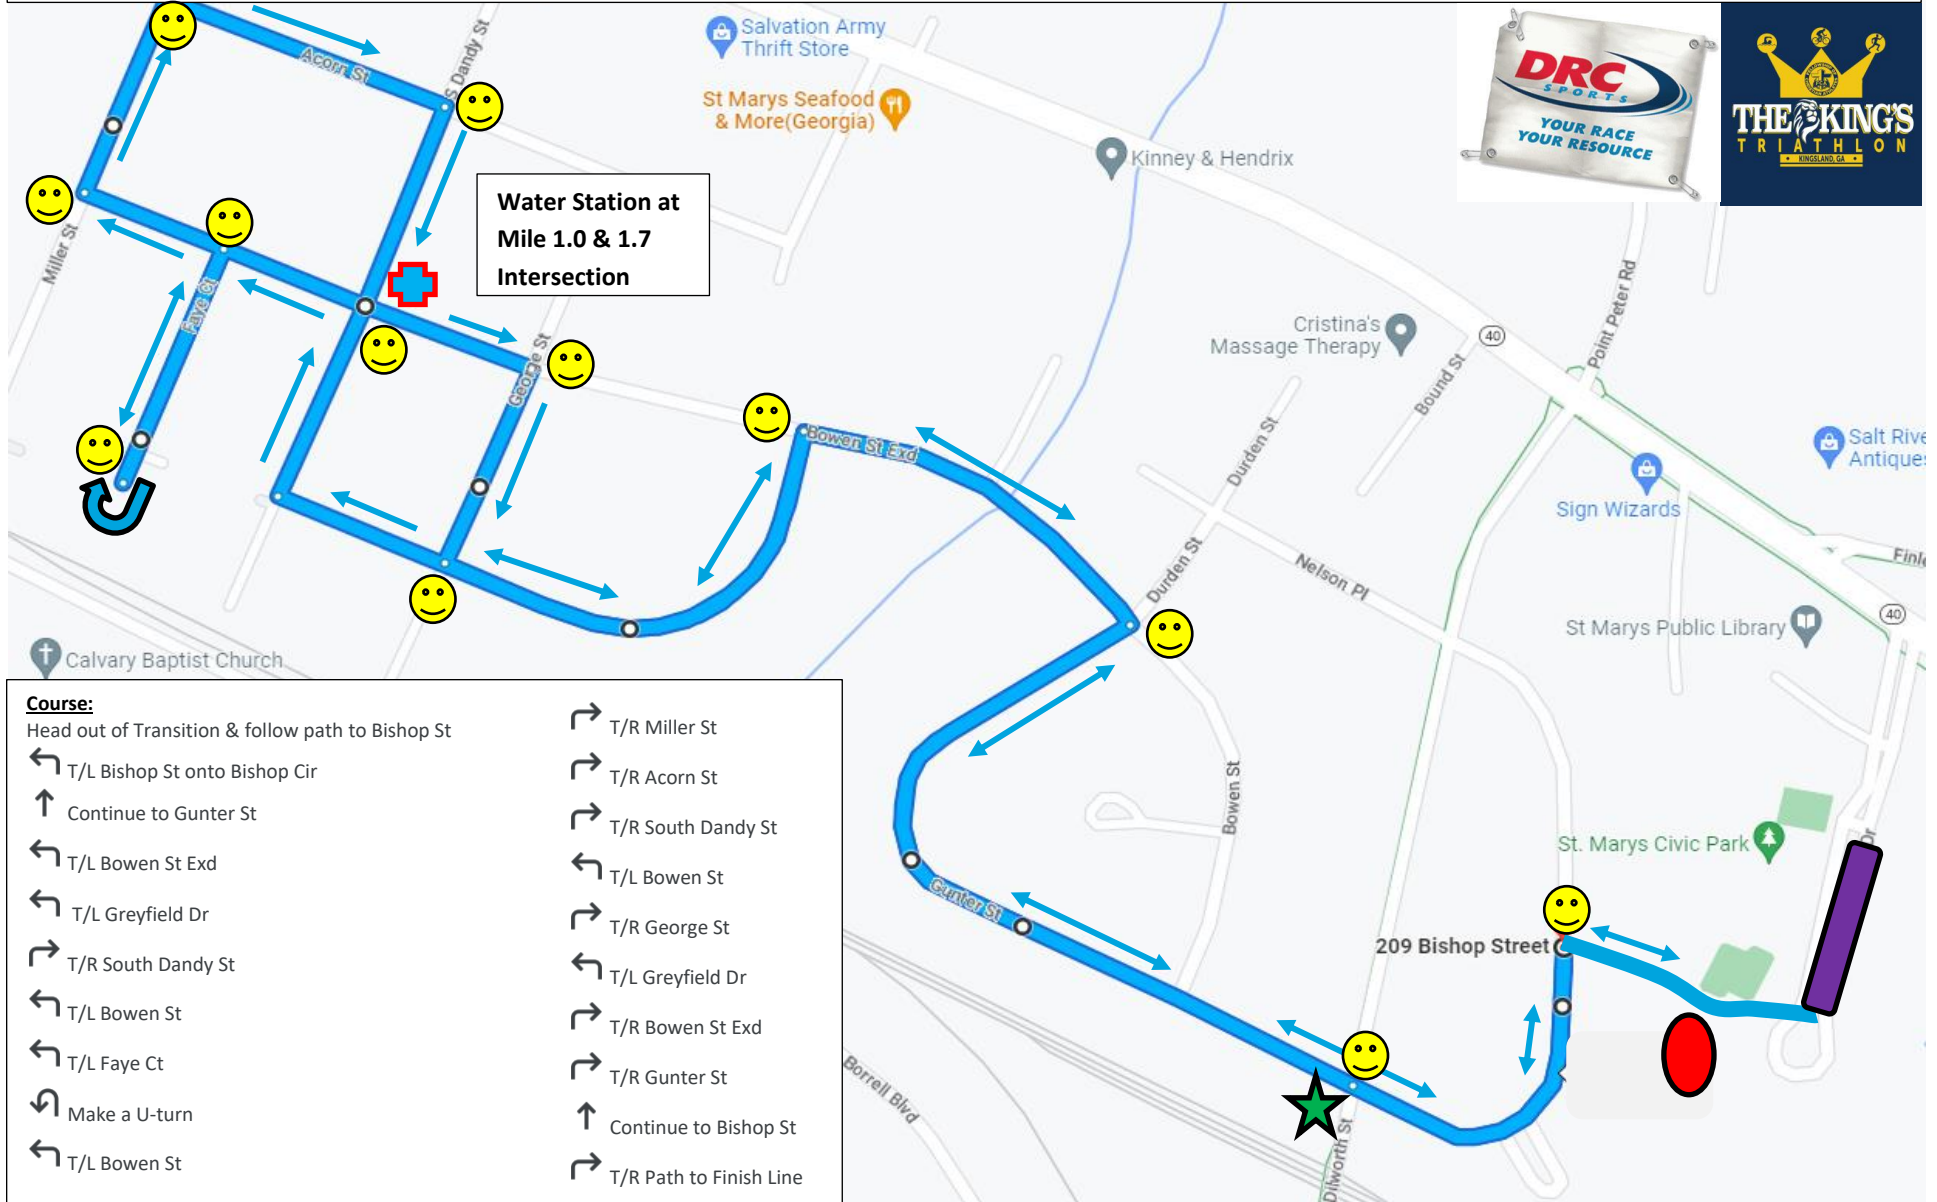 Acorn St
S Dandy St
Salvation Army
Thrift Store
St Marys Seafood
& More(Georgia)
Kinney & Hendrix
DRC
SPORTS
YOUR RACE
YOUR RESOURCE
THE KING'S
TRIATHLON
• KINGSLAND, GA •
Water Station at
Mile 1.0 & 1.7
Intersection
Miller St
Faye Ct
George St
Cristina's
Massage Therapy
40
Point Peter Rd
Bound St
Bowen St Exd
Durden St
Durden St
Nelson Pl
Salt Rive
Antique
Sign Wizards
Finl
40
St Marys Public Library
Calvary Baptist Church
Bowen St
St. Marys Civic Park
Dr
Gunter St
209 Bishop Street
Borrell Blvd
Dilworth St
Course:
Head out of Transition & follow path to Bishop St
T/L Bishop St onto Bishop Cir
Continue to Gunter St
T/L Bowen St Exd
T/L Greyfield Dr
T/R South Dandy St
T/L Bowen St
T/L Faye Ct
Make a U-turn
T/L Bowen St
T/R Miller St
T/R Acorn St
T/R South Dandy St
T/L Bowen St
T/R George St
T/L Greyfield Dr
T/R Bowen St Exd
T/R Gunter St
Continue to Bishop St
T/R Path to Finish Line